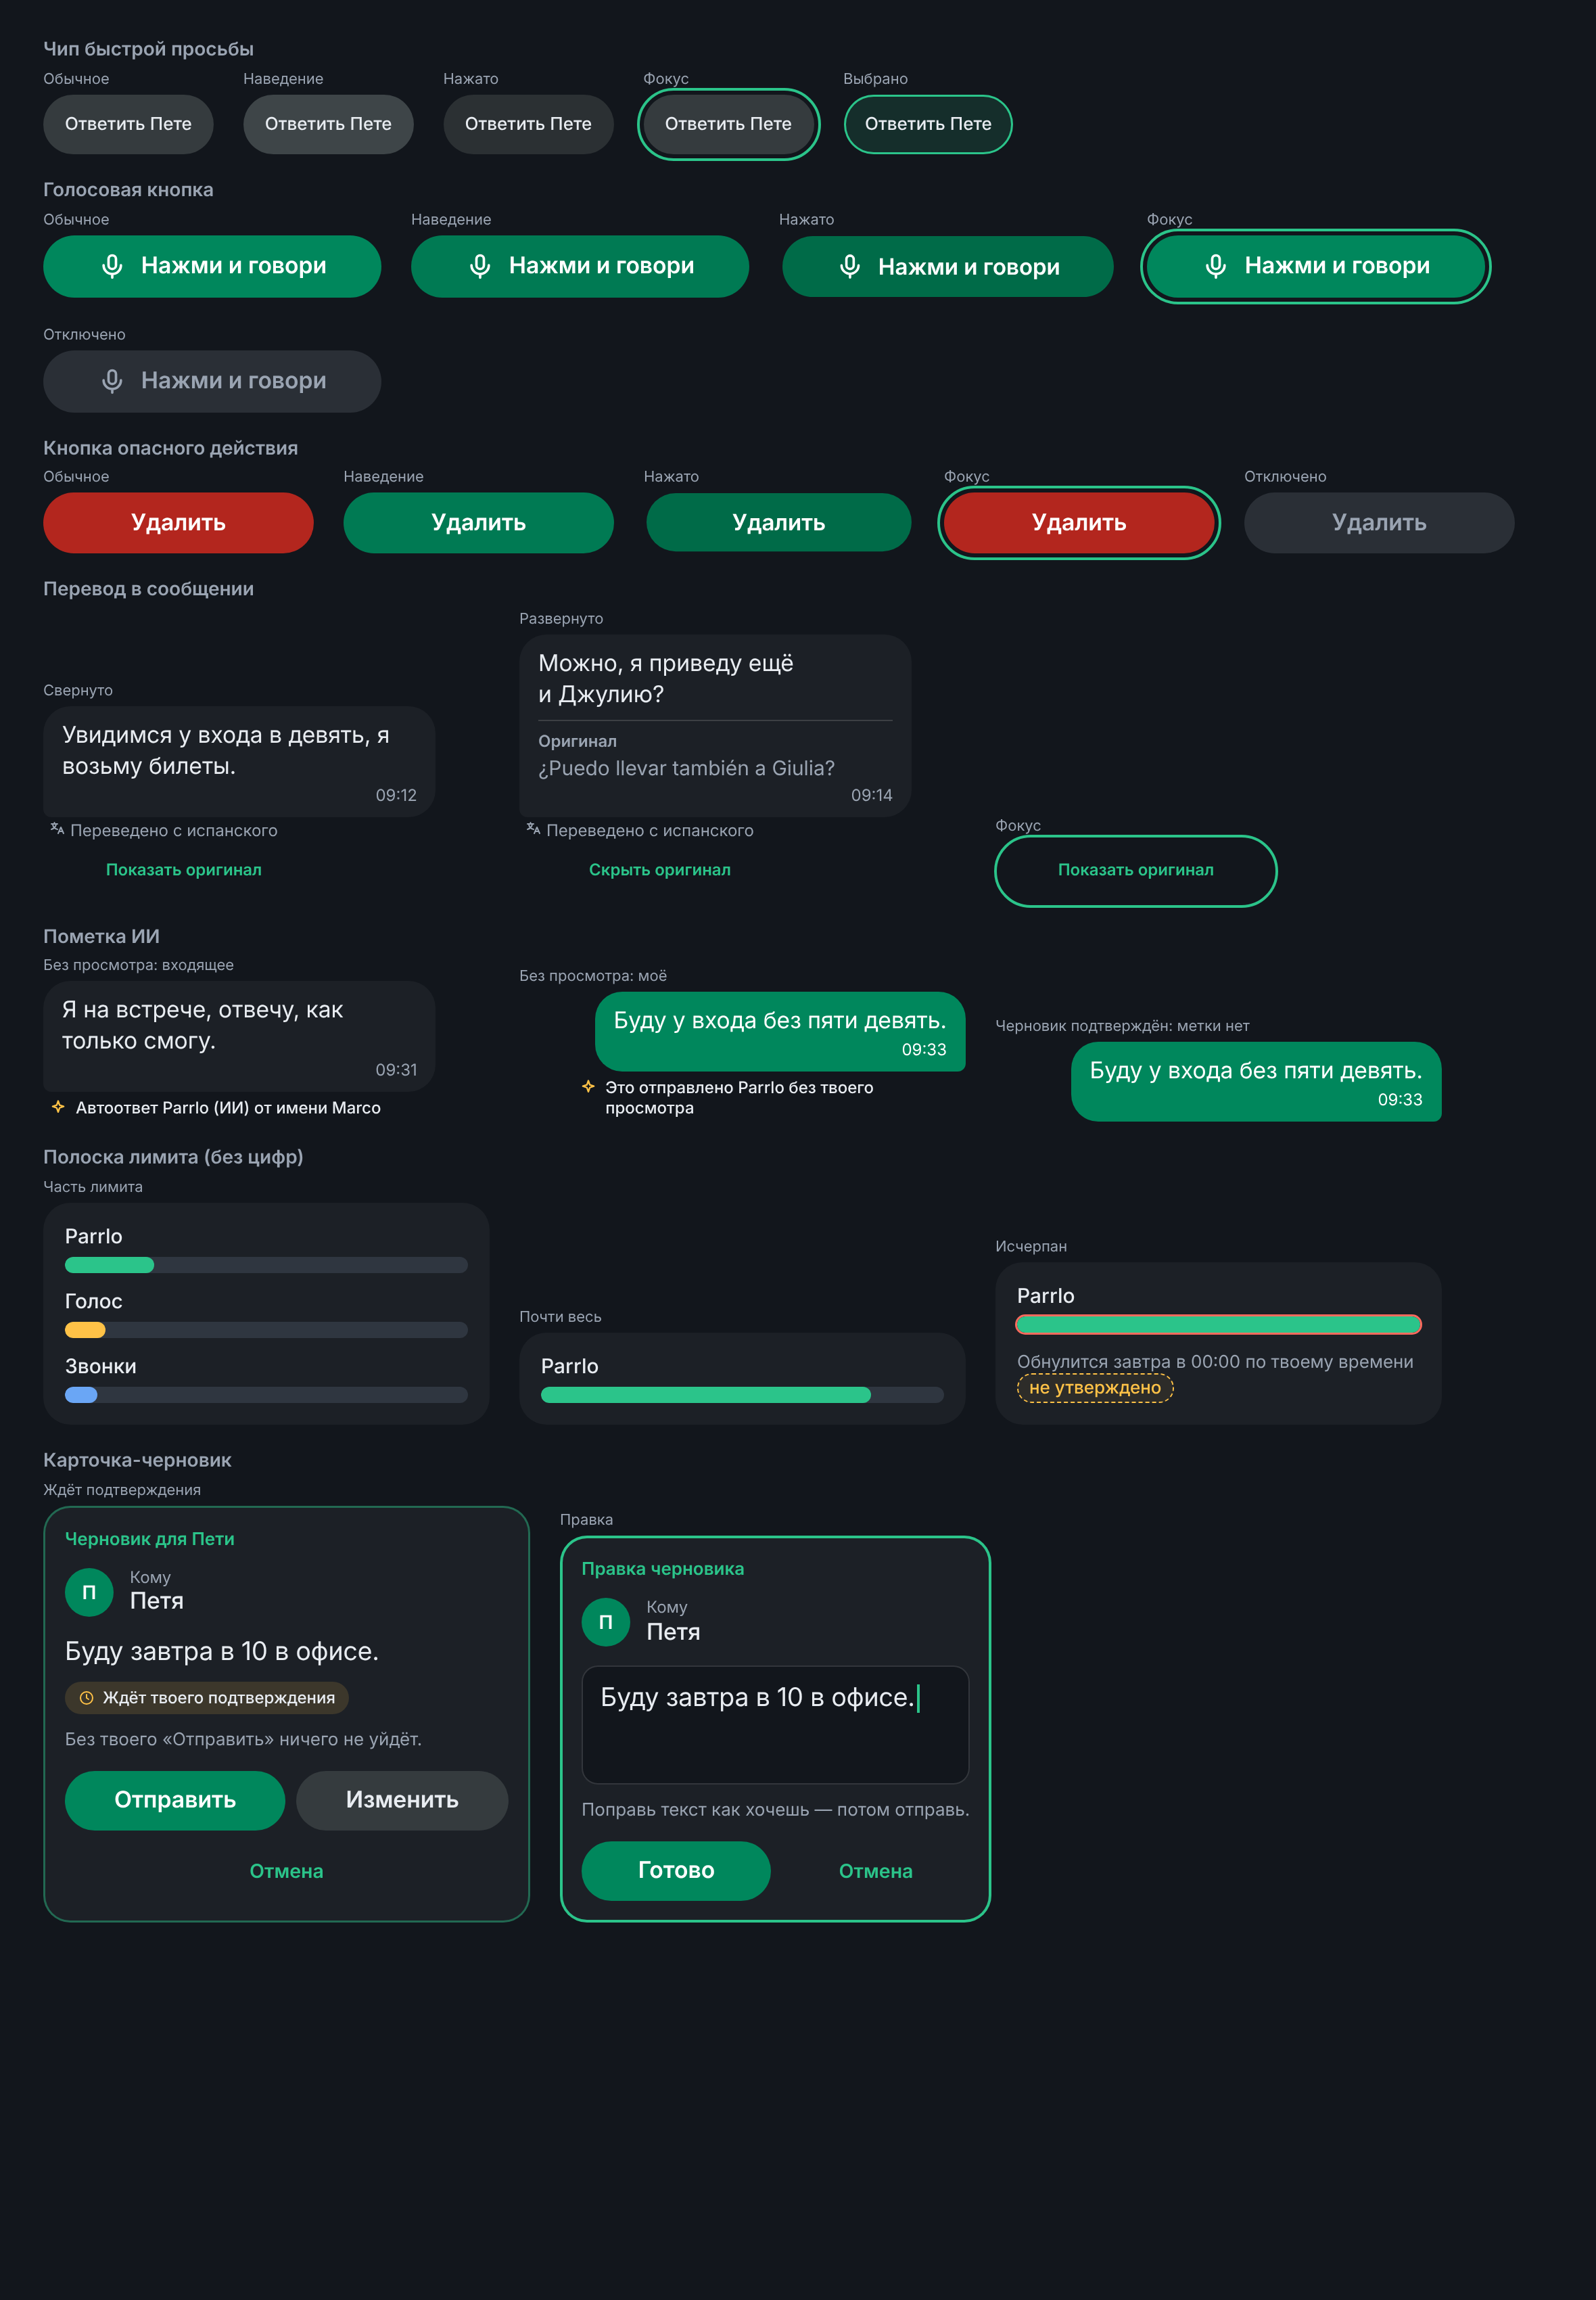 Чип быстрой просьбы
Обычное
Наведение
Нажато
Фокус
Выбрано
Ответить Пете
Ответить Пете
Ответить Пете
Ответить Пете
Ответить Пете
Голосовая кнопка
Обычное
Наведение
Нажато
Фокус
Нажми и говори
Нажми и говори
Нажми и говори
Нажми и говори
Отключено
Нажми и говори
Кнопка опасного действия
Обычное
Наведение
Нажато
Фокус
Отключено
Удалить
Удалить
Удалить
Удалить
Удалить
Перевод в сообщении
Свернуто
Увидимся у входа в девять, я
возьму билеты.
09:12
Переведено с испанского
Показать оригинал
Развернуто
Можно, я приведу ещё
и Джулию?
Оригинал
¿Puedo llevar también a Giulia?
09:14
Переведено с испанского
Скрыть оригинал
Фокус
Показать оригинал
Пометка ИИ
Без просмотра: входящее
Я на встрече, отвечу, как
только смогу.
09:31
Автоответ Parrlo (ИИ) от имени Marco
Без просмотра: моё
Буду у входа без пяти девять.
09:33
Это отправлено Parrlo без твоего
просмотра
Черновик подтверждён: метки нет
Буду у входа без пяти девять.
09:33
Полоска лимита (без цифр)
Часть лимита
Parrlo
Голос
Звонки
Почти весь
Parrlo
Исчерпан
Parrlo
Обнулится завтра в 00:00 по твоему времени
не утверждено
Карточка-черновик
Ждёт подтверждения
Черновик для Пети
П
Кому
Петя
Буду завтра в 10 в офисе.
Ждёт твоего подтверждения
Без твоего «Отправить» ничего не уйдёт.
Отправить
Изменить
Отмена
Правка
Правка черновика
П
Кому
Петя
Буду завтра в 10 в офисе.
Поправь текст как хочешь — потом отправь.
Готово
Отмена